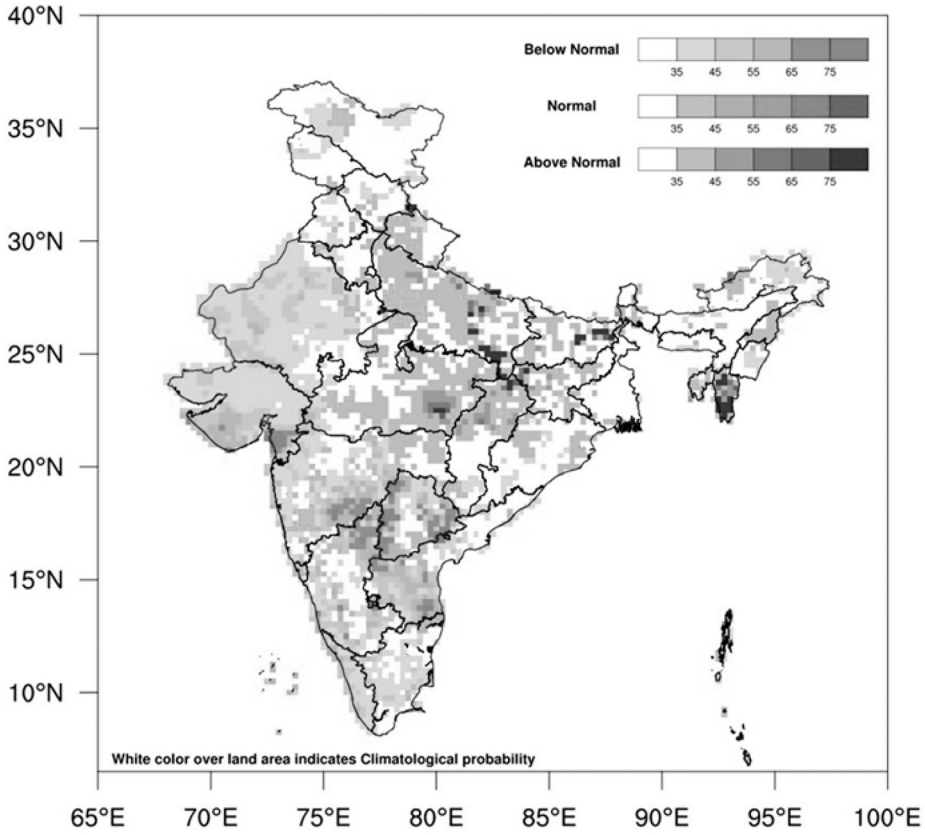 40°N
Below Normal
35 45 55 65 75
Normal
35 45 55 65 75
35°N
Above Normal
35 45 55 65 75
30°N
25°N
20°N
15°N
10°N
White color over land area indicates Climatological probability
65°E 70°E 75°E 80°E 85°E 90°E 95°E 100°E